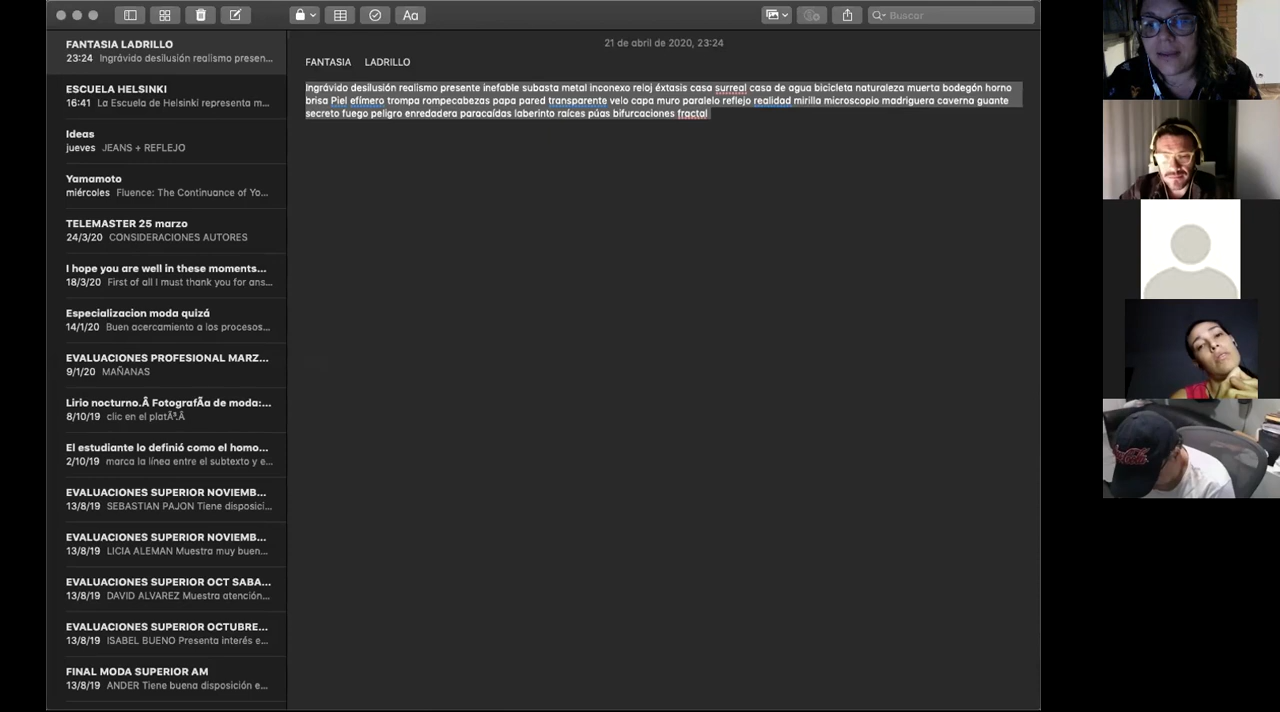 Buscar
FANTASIA LADRILLO
23:24 Ingrávido desilusión realismo presen...
ESCUELA HELSINKI
16:41 La Escuela de Helsinki representa m...
Ideas
jueves JEANS + REFLEJO
Yamamoto
miércoles Fluence: The Continuance of Yo...
TELEMASTER 25 marzo
24/3/20 CONSIDERACIONES AUTORES
I hope you are well in these moments...
18/3/20 First of all I must thank you for ans...
Especializacion moda quizá
14/1/20 Buen acercamiento a los procesos...
EVALUACIONES PROFESIONAL MARZ...
9/1/20 MAÑANAS
Lirio nocturno.Â FotografÃ­a de moda:...
8/10/19 clic en el platÃ³.Â
El estudiante lo definió como el homo...
2/10/19 marca la línea entre el subtexto y e...
EVALUACIONES SUPERIOR NOVIEMB...
13/8/19 SEBASTIAN PAJON Tiene disposici...
EVALUACIONES SUPERIOR NOVIEMB...
13/8/19 LICIA ALEMAN Muestra muy buen...
EVALUACIONES SUPERIOR OCT SABA...
13/8/19 DAVID ALVAREZ Muestra atención...
EVALUACIONES SUPERIOR OCTUBRE...
13/8/19 ISABEL BUENO Presenta interés e...
FINAL MODA SUPERIOR AM
13/8/19 ANDER Tiene buena disposición e...
21 de abril de 2020, 23:24
FANTASIA LADRILLO
Ingrávido desilusión realismo presente inefable subasta metal inconexo reloj éxtasis casa surreal casa de agua bicicleta naturaleza muerta bodegón horno
brisa Piel efímero trompa rompecabezas papa pared transparente velo capa muro paralelo reflejo realidad mirilla microscopio madriguera caverna guante
secreto fuego peligro enredadera paracaídas laberinto raíces púas bifurcaciones fractal